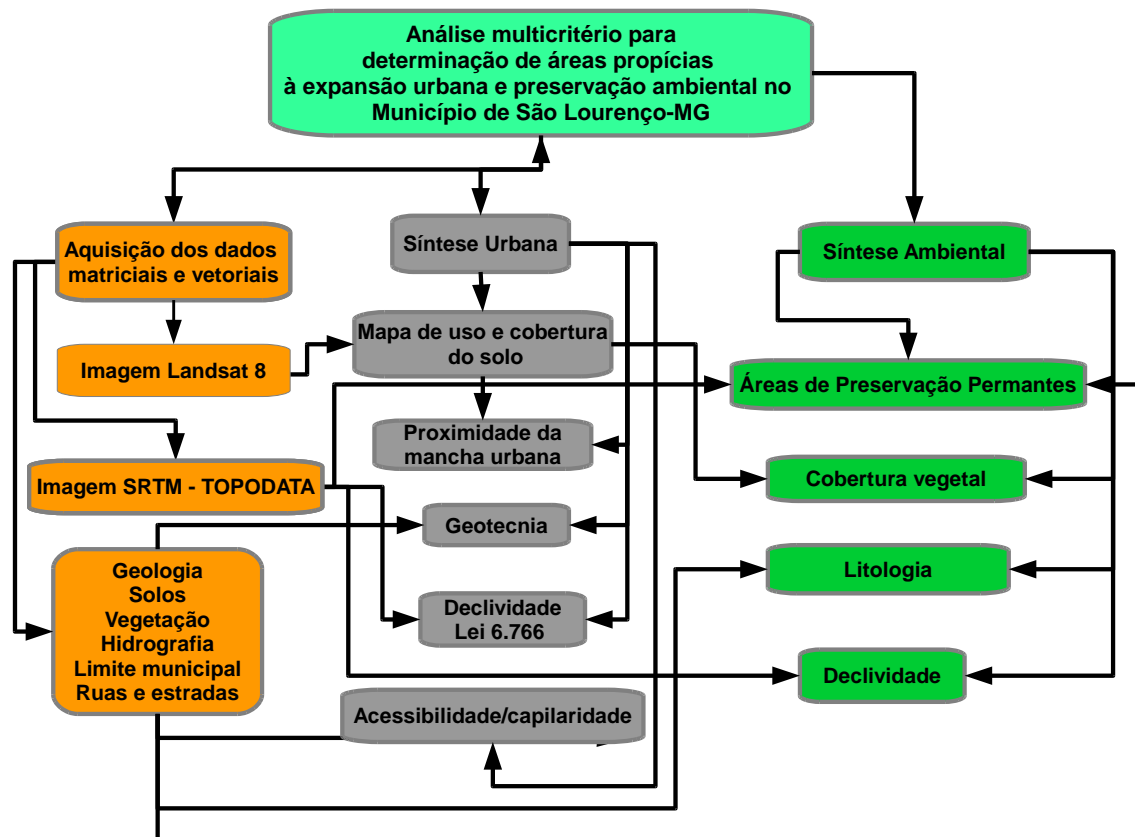 Análise multicritério para
determinação de áreas propícias
à expansão urbana e preservação ambiental no
Município de São Lourenço-MG
Aquisição dos dados
matriciais e vetoriais
Síntese Urbana
Síntese Ambiental
Imagem Landsat 8
Mapa de uso e cobertura
do solo
Áreas de Preservação Permantes
Proximidade da
mancha urbana
Imagem SRTM - TOPODATA
Cobertura vegetal
Geotecnia
Geologia
Solos
Vegetação
Hidrografia
Limite municipal
Ruas e estradas
Litologia
Declividade
Lei 6.766
Declividade
Acessibilidade/capilaridade